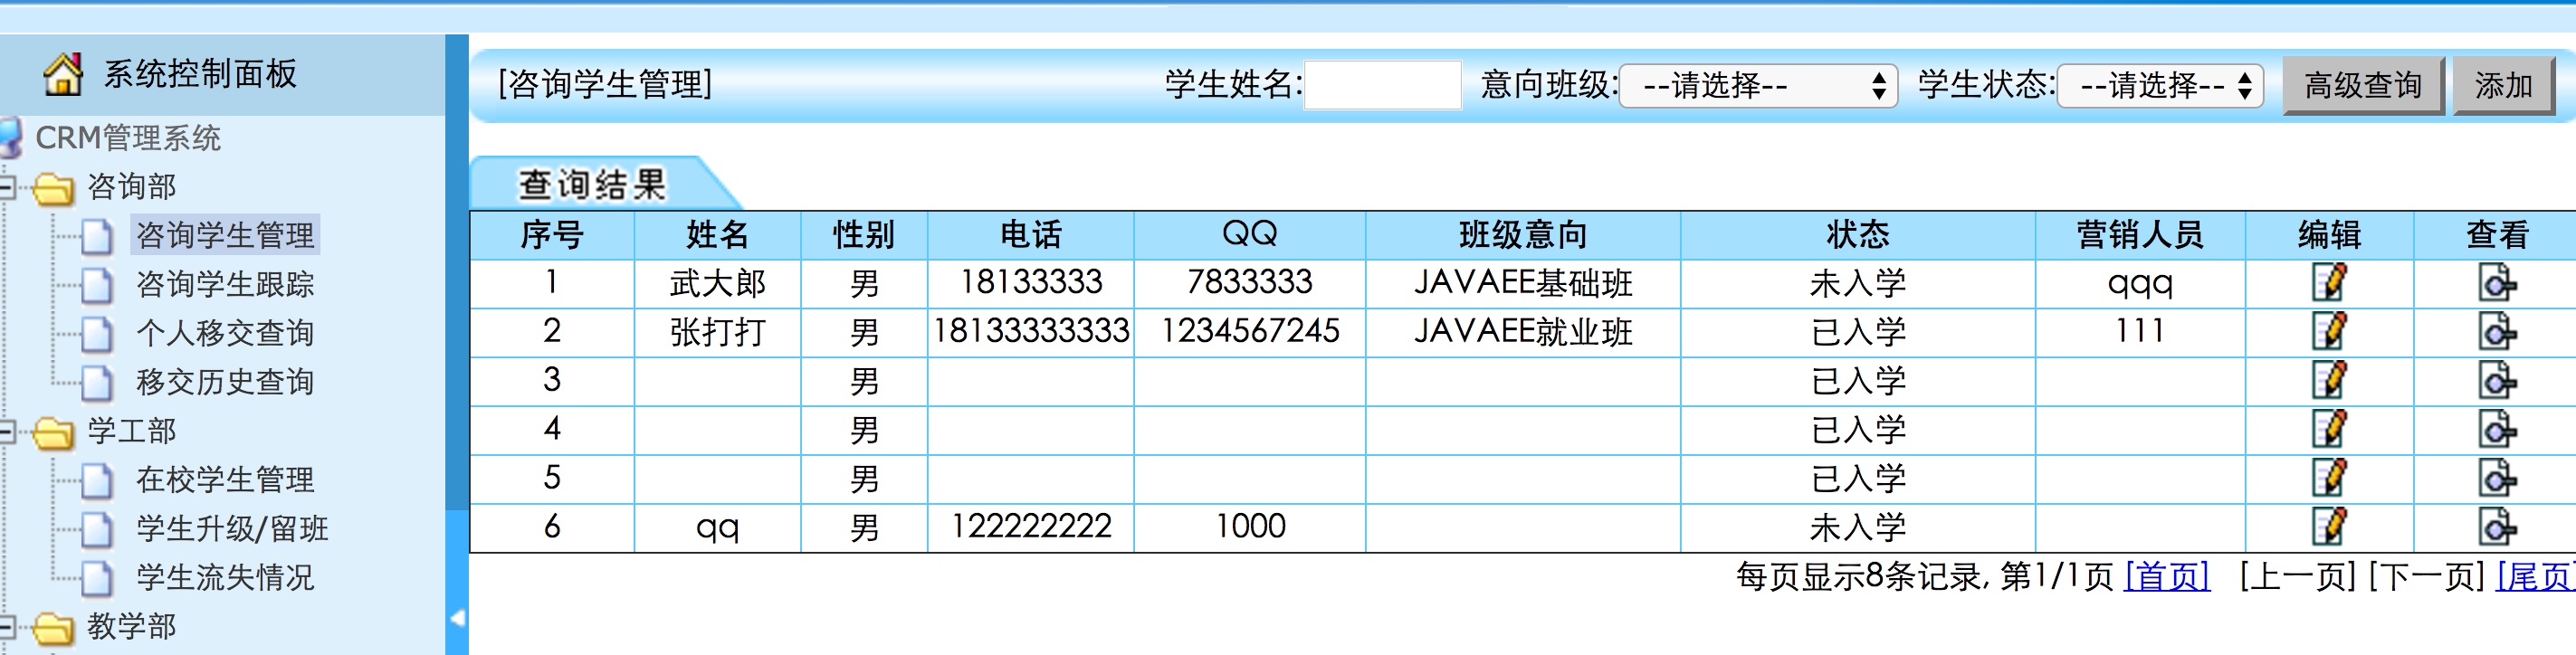 系统控制面板
CRM管理系统
咨询部
咨询学生管理
咨询学生跟踪
个人移交查询
移交历史查询
学工部
在校学生管理
学生升级/留班
学生流失情况
教学部
[咨询学生管理] 学生姓名: 意向班级: --请选择-- 学生状态: --请选择-- 高级查询 添加
查询结果
序号 姓名 性别 电话 QQ 班级意向 状态 营销人员 编辑 查看
1 武大郎 男 18133333 7833333 JAVAEE基础班 未入学 qqq
2 张打打 男 18133333333 1234567245 JAVAEE就业班 已入学 111
3 男 已入学
4 男 已入学
5 男 已入学
6 qq 男 122222222 1000 未入学
每页显示8条记录, 第1/1页 [首页] [上一页] [下一页] [尾页]